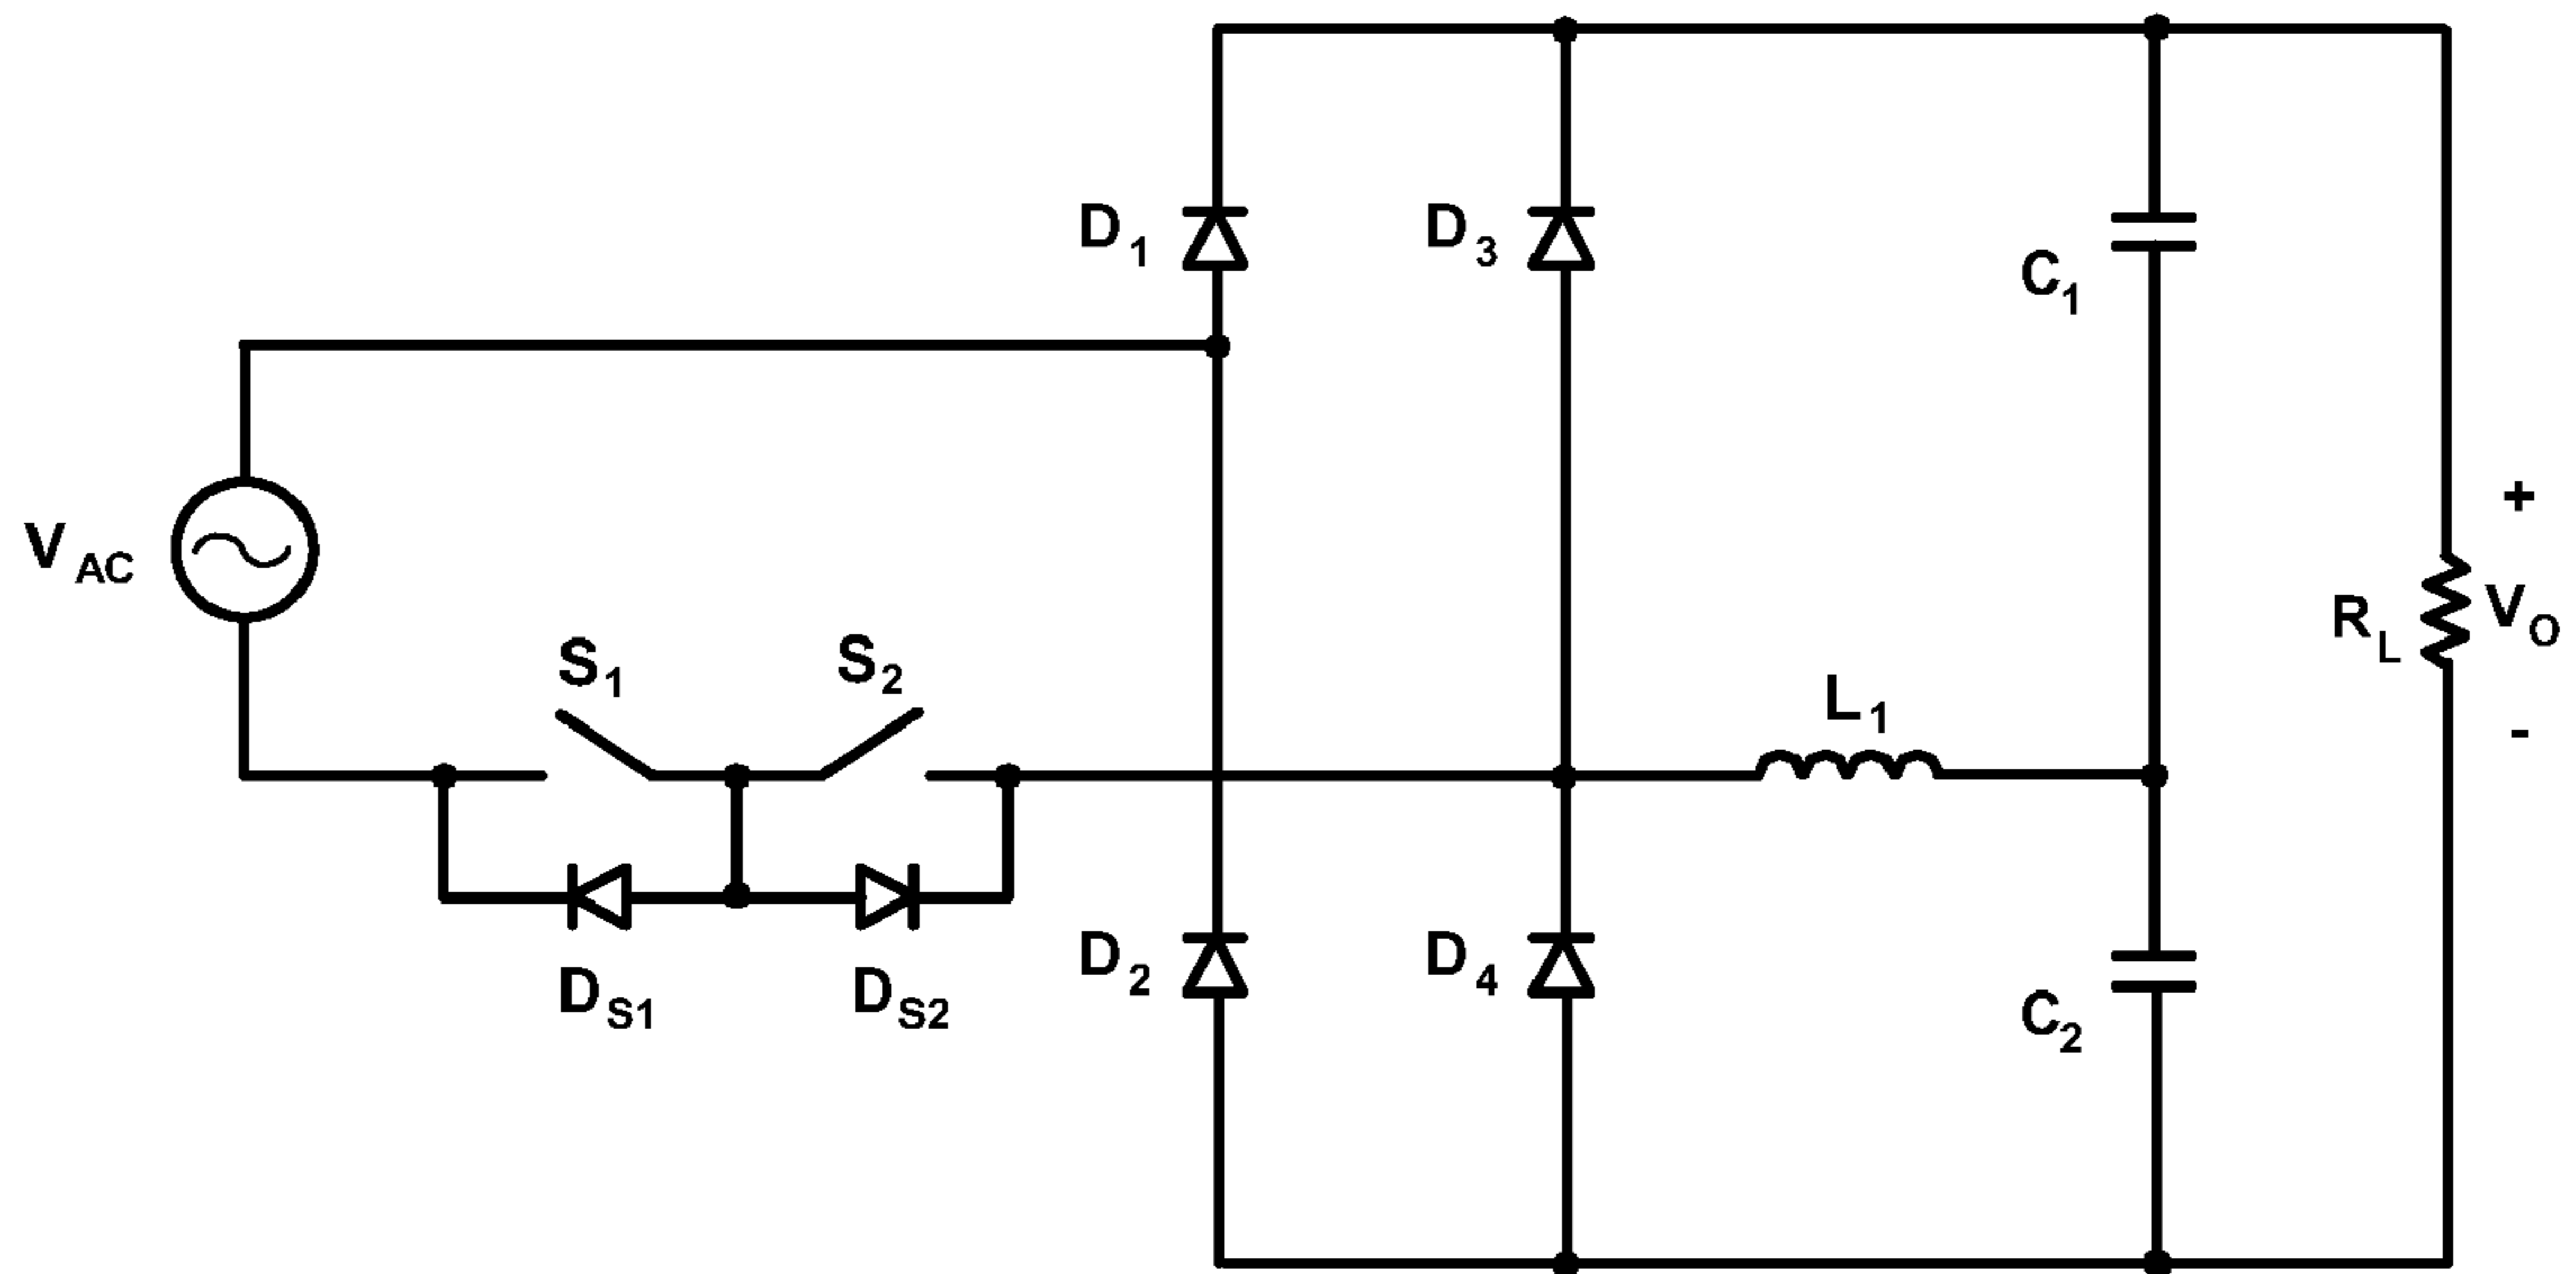 D1
D3
C1
+
VAC
RL
VO
S1
S2
L1
-
D2
D4
DS1
DS2
C2